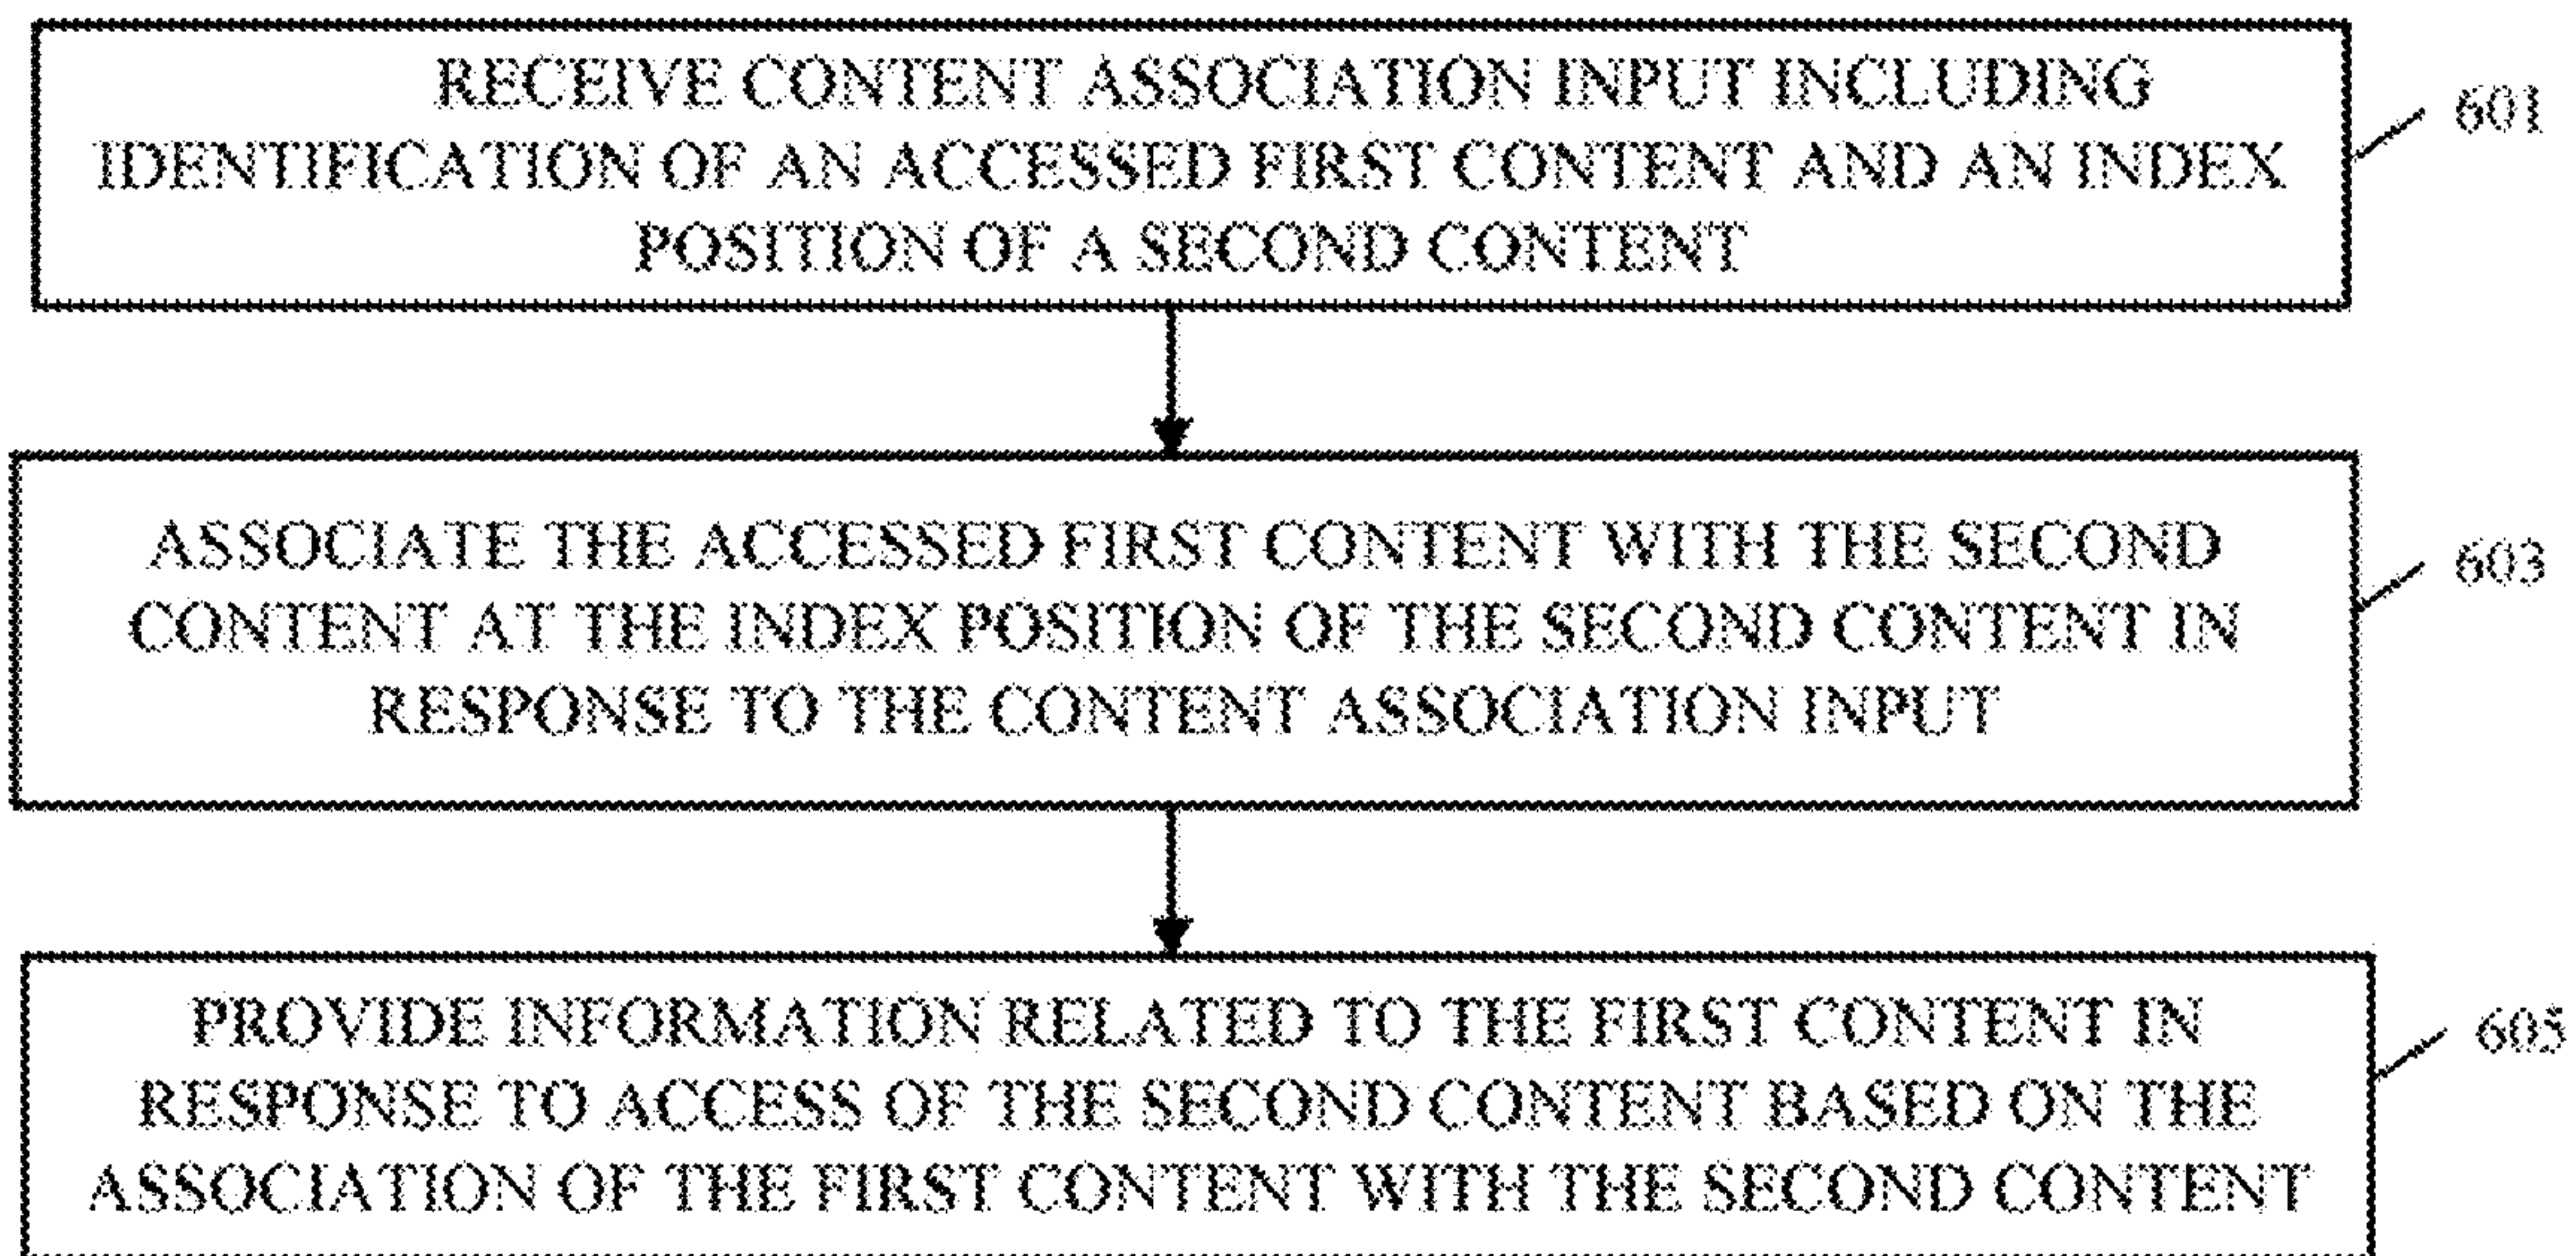 RECEIVE CONTENT ASSOCIATION INPUT INCLUDING
IDENTIFICATION OF AN ACCESSED FIRST CONTENT AND AN INDEX
POSITION OF A SECOND CONTENT
601
ASSOCIATE THE ACCESSED FIRST CONTENT WITH THE SECOND
CONTENT AT THE INDEX POSITION OF THE SECOND CONTENT IN
RESPONSE TO THE CONTENT ASSOCIATION INPUT
603
PROVIDE INFORMATION RELATED TO THE FIRST CONTENT IN
RESPONSE TO ACCESS OF THE SECOND CONTENT BASED ON THE
ASSOCIATION OF THE FIRST CONTENT WITH THE SECOND CONTENT
605